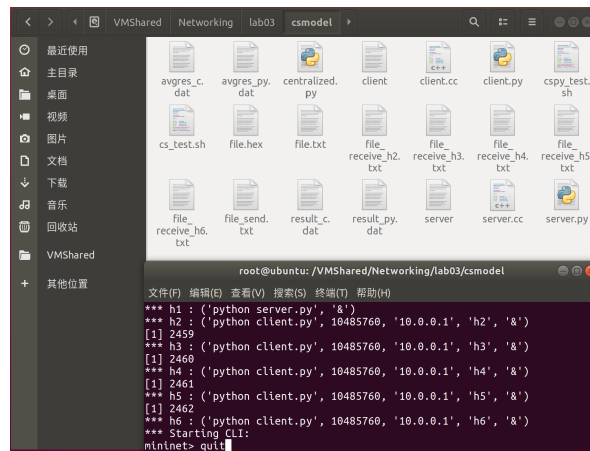 VMShared Networking lab03 csmodel
最近使用
主目录
桌面
视频
图片
文档
下载
音乐
回收站
VMShared
其他位置
avgres_c.
dat
avgres_py.
dat
centralized.
py
client
client.cc
client.py
cspy_test.
sh
cs_test.sh
file.hex
file.txt
file_
receive_h2.
txt
file_
receive_h3.
txt
file_
receive_h4.
txt
file_
receive_h5.
txt
file_
receive_h6.
txt
file_send.
txt
result_c.
dat
result_py.
dat
server
server.cc
server.py
root@ubuntu: /VMShared/Networking/lab03/csmodel
文件(F) 编辑(E) 查看(V) 搜索(S) 终端(T) 帮助(H)
*** h1 : ('python server.py', '&')
*** h2 : ('python client.py', 10485760, '10.0.0.1', 'h2', '&')
[1] 2459
*** h3 : ('python client.py', 10485760, '10.0.0.1', 'h3', '&')
[1] 2460
*** h4 : ('python client.py', 10485760, '10.0.0.1', 'h4', '&')
[1] 2461
*** h5 : ('python client.py', 10485760, '10.0.0.1', 'h5', '&')
[1] 2462
*** h6 : ('python client.py', 10485760, '10.0.0.1', 'h6', '&')
*** Starting CLI:
mininet> quit